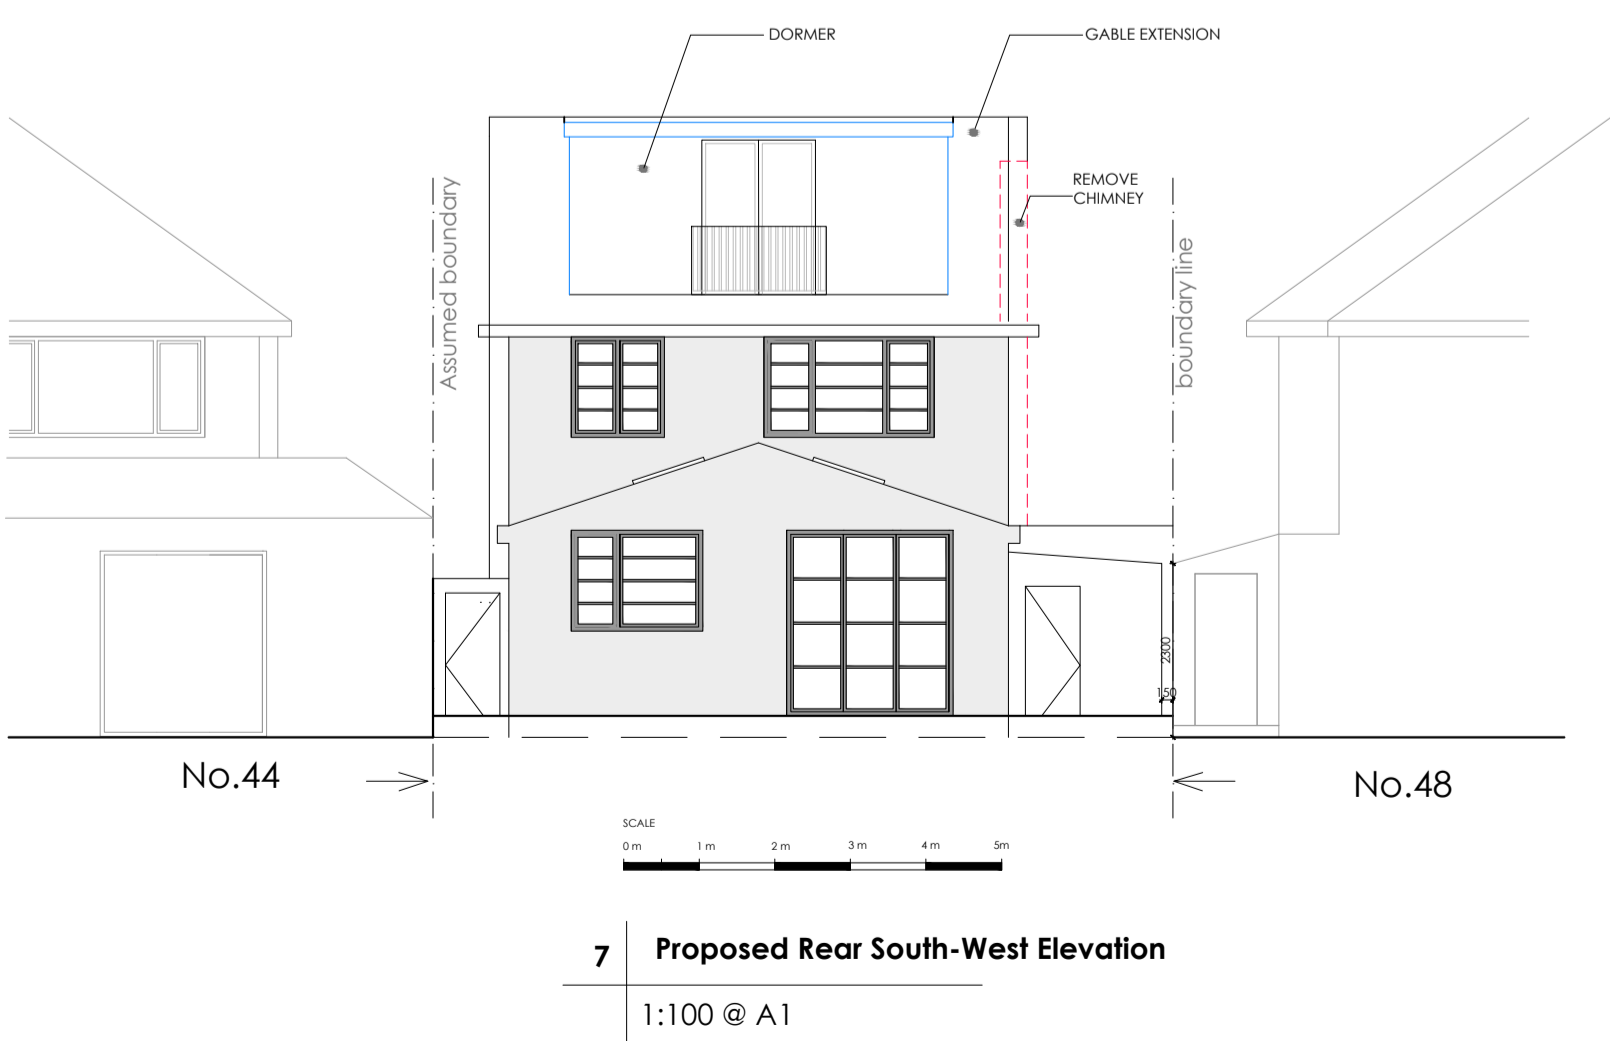 DORMER
GABLE EXTENSION
REMOVE
CHIMNEY
Assumed boundary
boundary line
2300
150
No.44
No.48
SCALE
0 m 1 m 2 m 3 m 4 m 5m
7 Proposed Rear South-West Elevation
1:100 @ A1